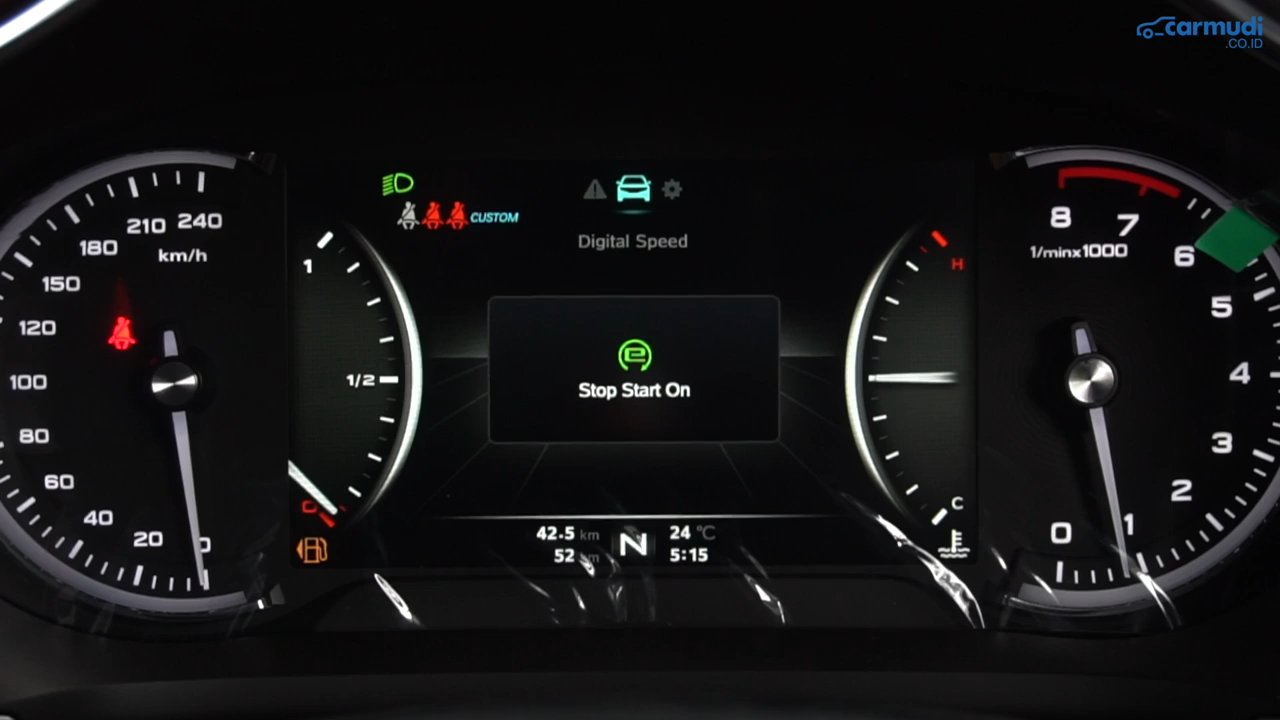 carmudi
.CO.ID
240
210
180
km/h
150
120
100
80
60
40
20
0
1
1/2
0
CUSTOM
Digital Speed
Stop Start On
42.5 km
52 km
N
24 °C
5:15
H
C
8
7
1/minx1000
6
5
4
3
2
1
0